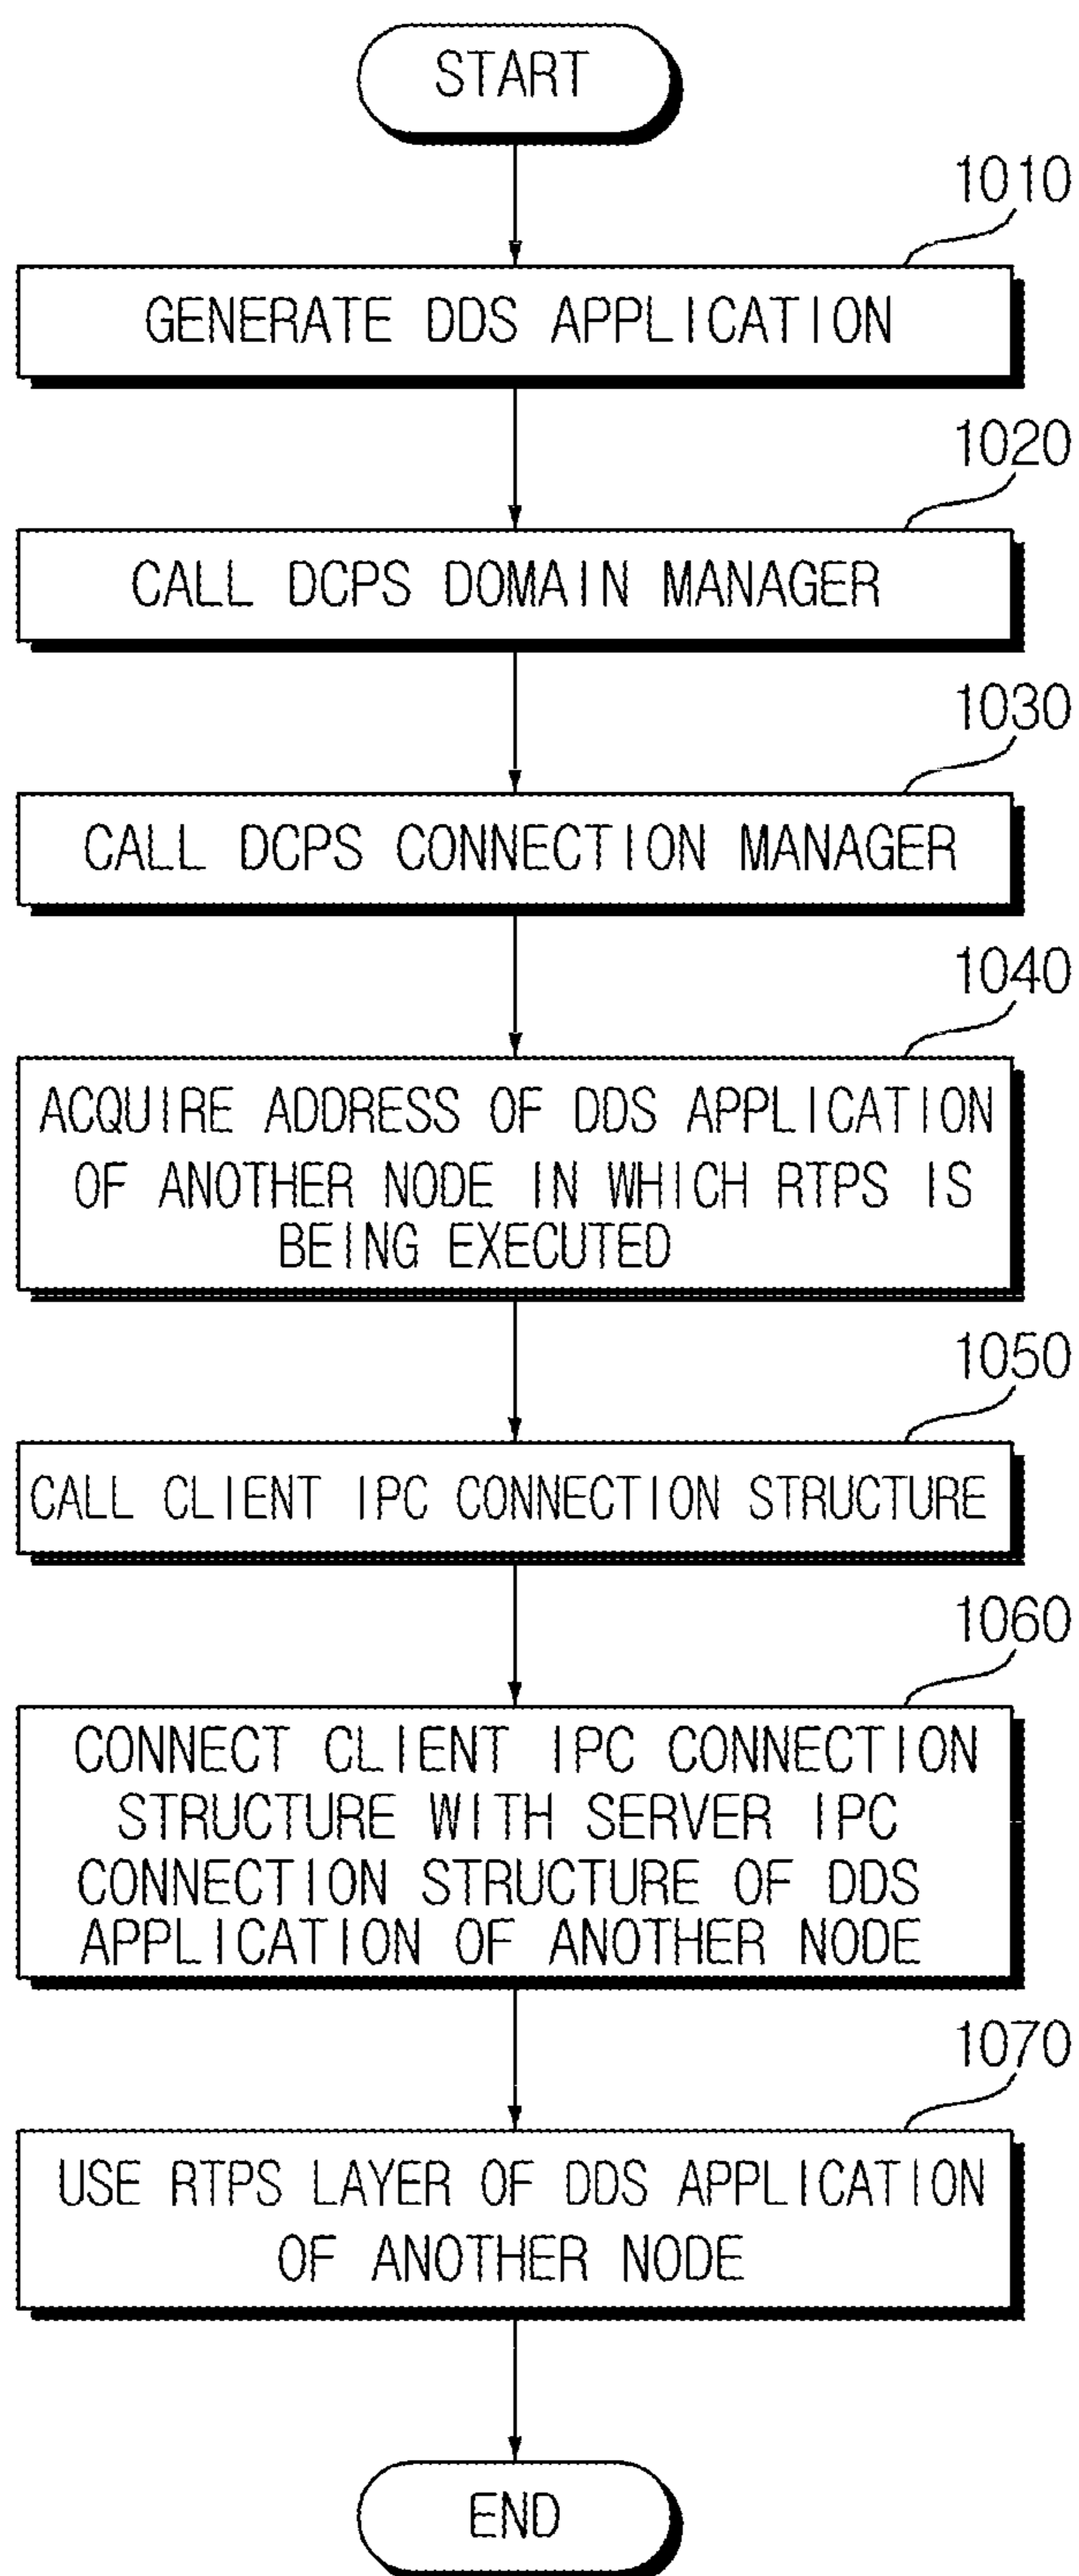 START
1010
GENERATE DDS APPLICATION
1020
CALL DCPS DOMAIN MANAGER
1030
CALL DCPS CONNECTION MANAGER
1040
ACQUIRE ADDRESS OF DDS APPLICATION
OF ANOTHER NODE IN WHICH RTPS IS
BEING EXECUTED
1050
CALL CLIENT IPC CONNECTION STRUCTURE
1060
CONNECT CLIENT IPC CONNECTION
STRUCTURE WITH SERVER IPC
CONNECTION STRUCTURE OF DDS
APPLICATION OF ANOTHER NODE
1070
USE RTPS LAYER OF DDS APPLICATION
OF ANOTHER NODE
END